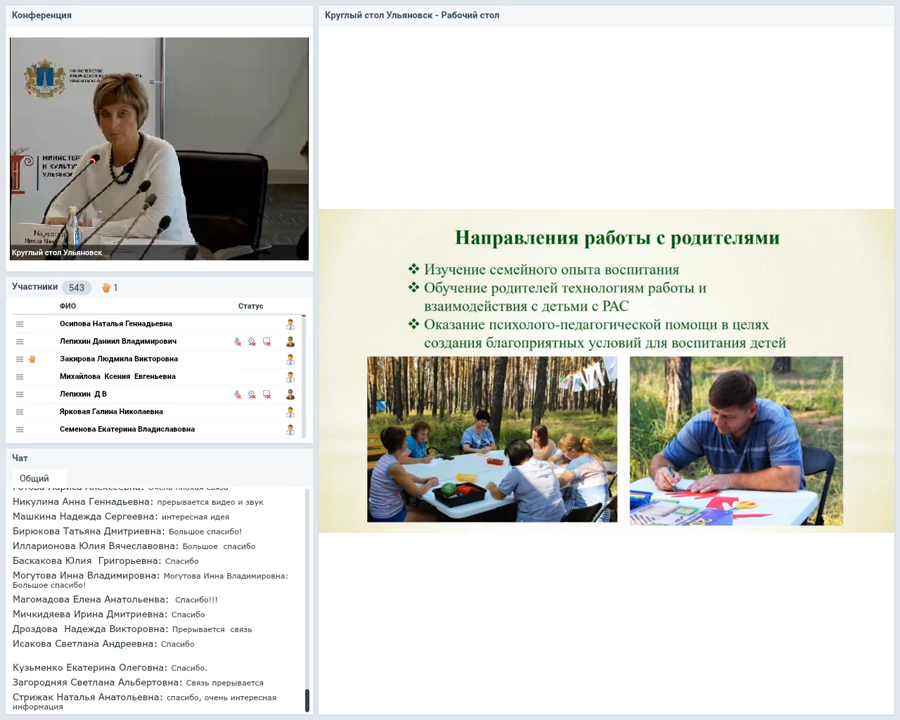 Конференция
МИНИСТЕРСТВО
МИНИСТЕ
И КУЛЬТУ
УЛЬЯНО
Круглый стол Ульяновск
Участники 543 1
ФИО Статус
Осипова Наталья Геннадьевна
Лепихин Даниил Владимирович
Закирова Людмила Викторовна
Михайлова Ксения Евгеньевна
Лепихин Д В
Ярковая Галина Николаевна
Семенова Екатерина Владиславовна
Чат
Общий
Никулина Анна Геннадьевна: прерывается видео и звук
Машкина Надежда Сергеевна: интересная идея
Бирюкова Татьяна Дмитриевна: Большое спасибо!
Илларионова Юлия Вячеславовна: Большое спасибо
Баскакова Юлия Григорьевна: Спасибо
Могутова Инна Владимировна: Могутова Инна Владимировна:
Большое спасибо!
Магомадова Елена Анатольенва: Спасибо!!!
Мичкидяева Ирина Дмитриевна: Спасибо
Дроздова Надежда Викторовна: Прерывается связь
Исакова Светлана Андреевна: Спасибо
Кузьменко Екатерина Олеговна: Спасибо.
Загородняя Светлана Альбертовна: Связь прерывается
Стрижак Наталья Анатольевна: спасибо, очень интересная
информация
Круглый стол Ульяновск - Рабочий стол
Направления работы с родителями
❖ Изучение семейного опыта воспитания
❖ Обучение родителей технологиям работы и
взаимодействия с детьми с РАС
❖ Оказание психолого-педагогической помощи в целях
создания благоприятных условий для воспитания детей